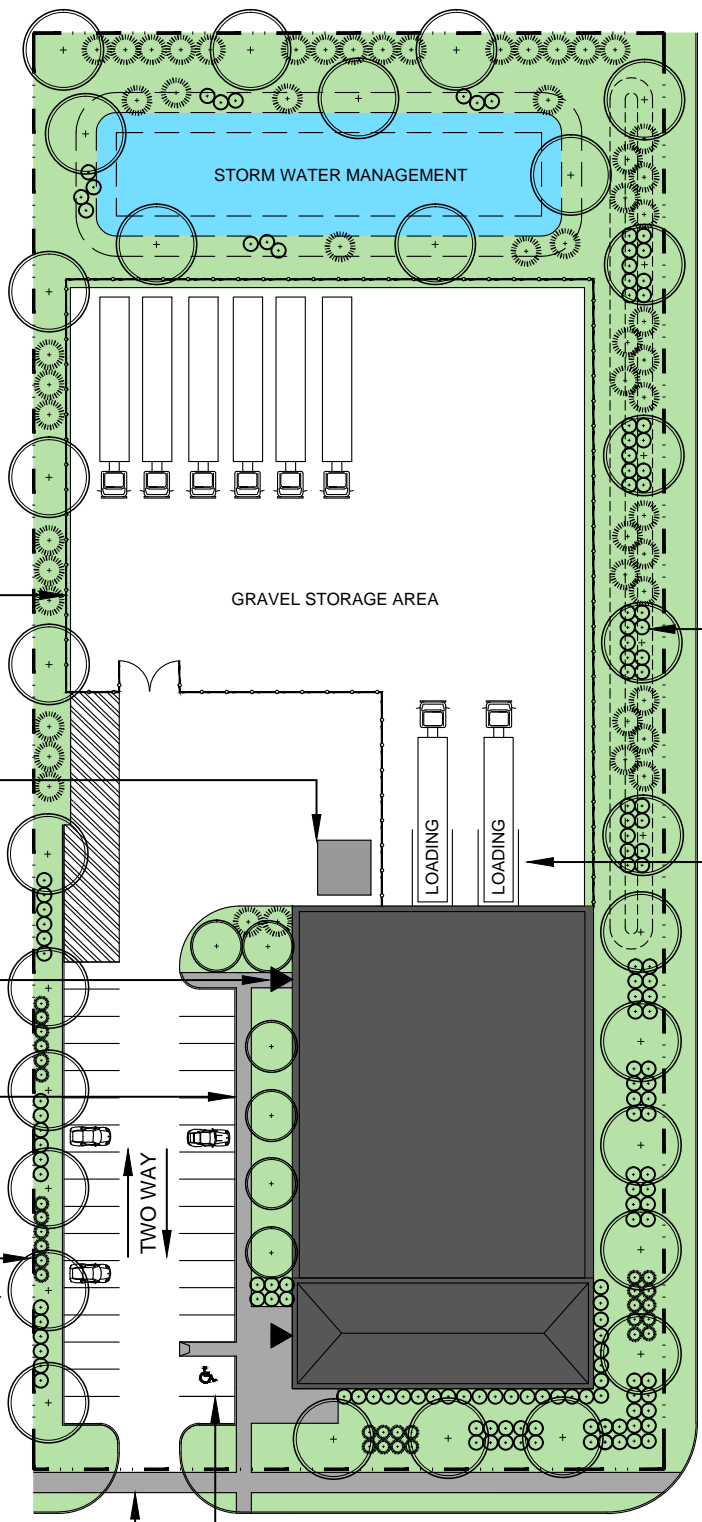 STORM WATER MANAGEMENT
GRAVEL STORAGE AREA
LOADING
LOADING
TWO WAY